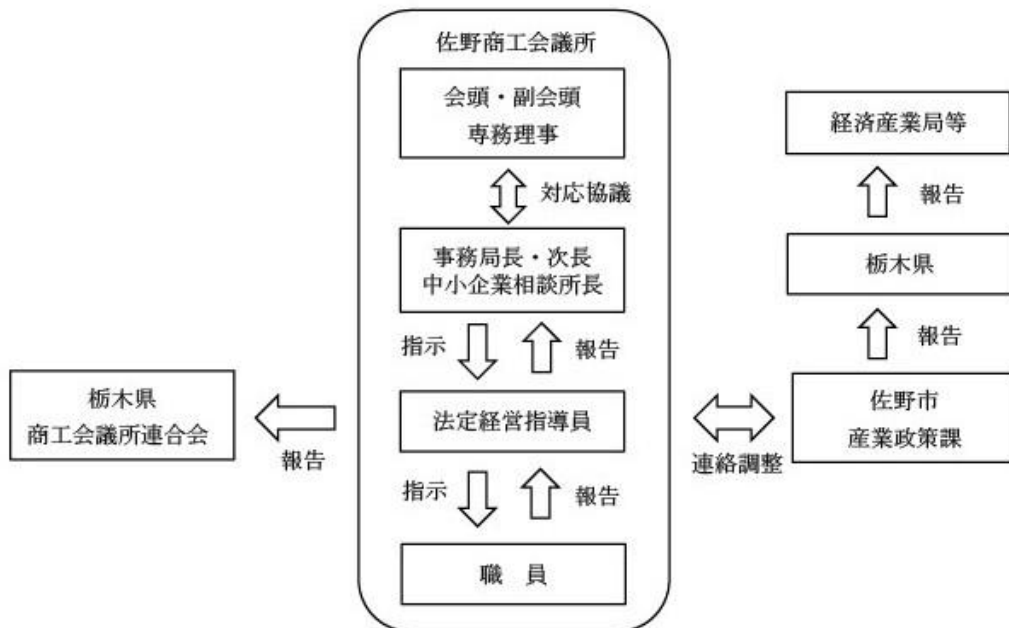 佐野商工会議所
会頭・副会頭
専務理事
対応協議
事務局長・次長
中小企業相談所長
指示
報告
法定経営指導員
指示
報告
職　員
栃木県
商工会議所連合会
報告
連絡調整
経済産業局等
報告
栃木県
報告
佐野市
産業政策課